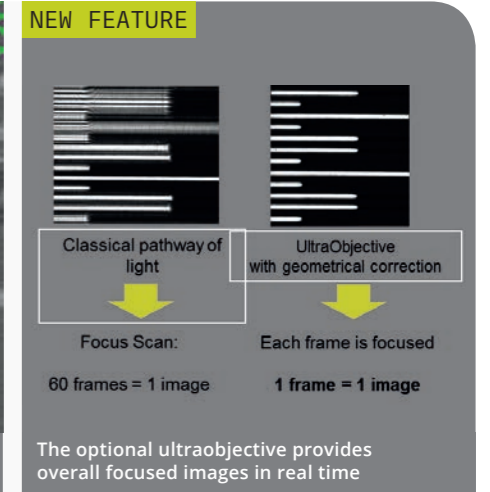 NEW FEATURE
Classical pathway of
light
Focus Scan:
60 frames = 1 image
UltraObjective
with geometrical correction
Each frame is focused
1 frame = 1 image
The optional ultraobjective provides
overall focused images in real time